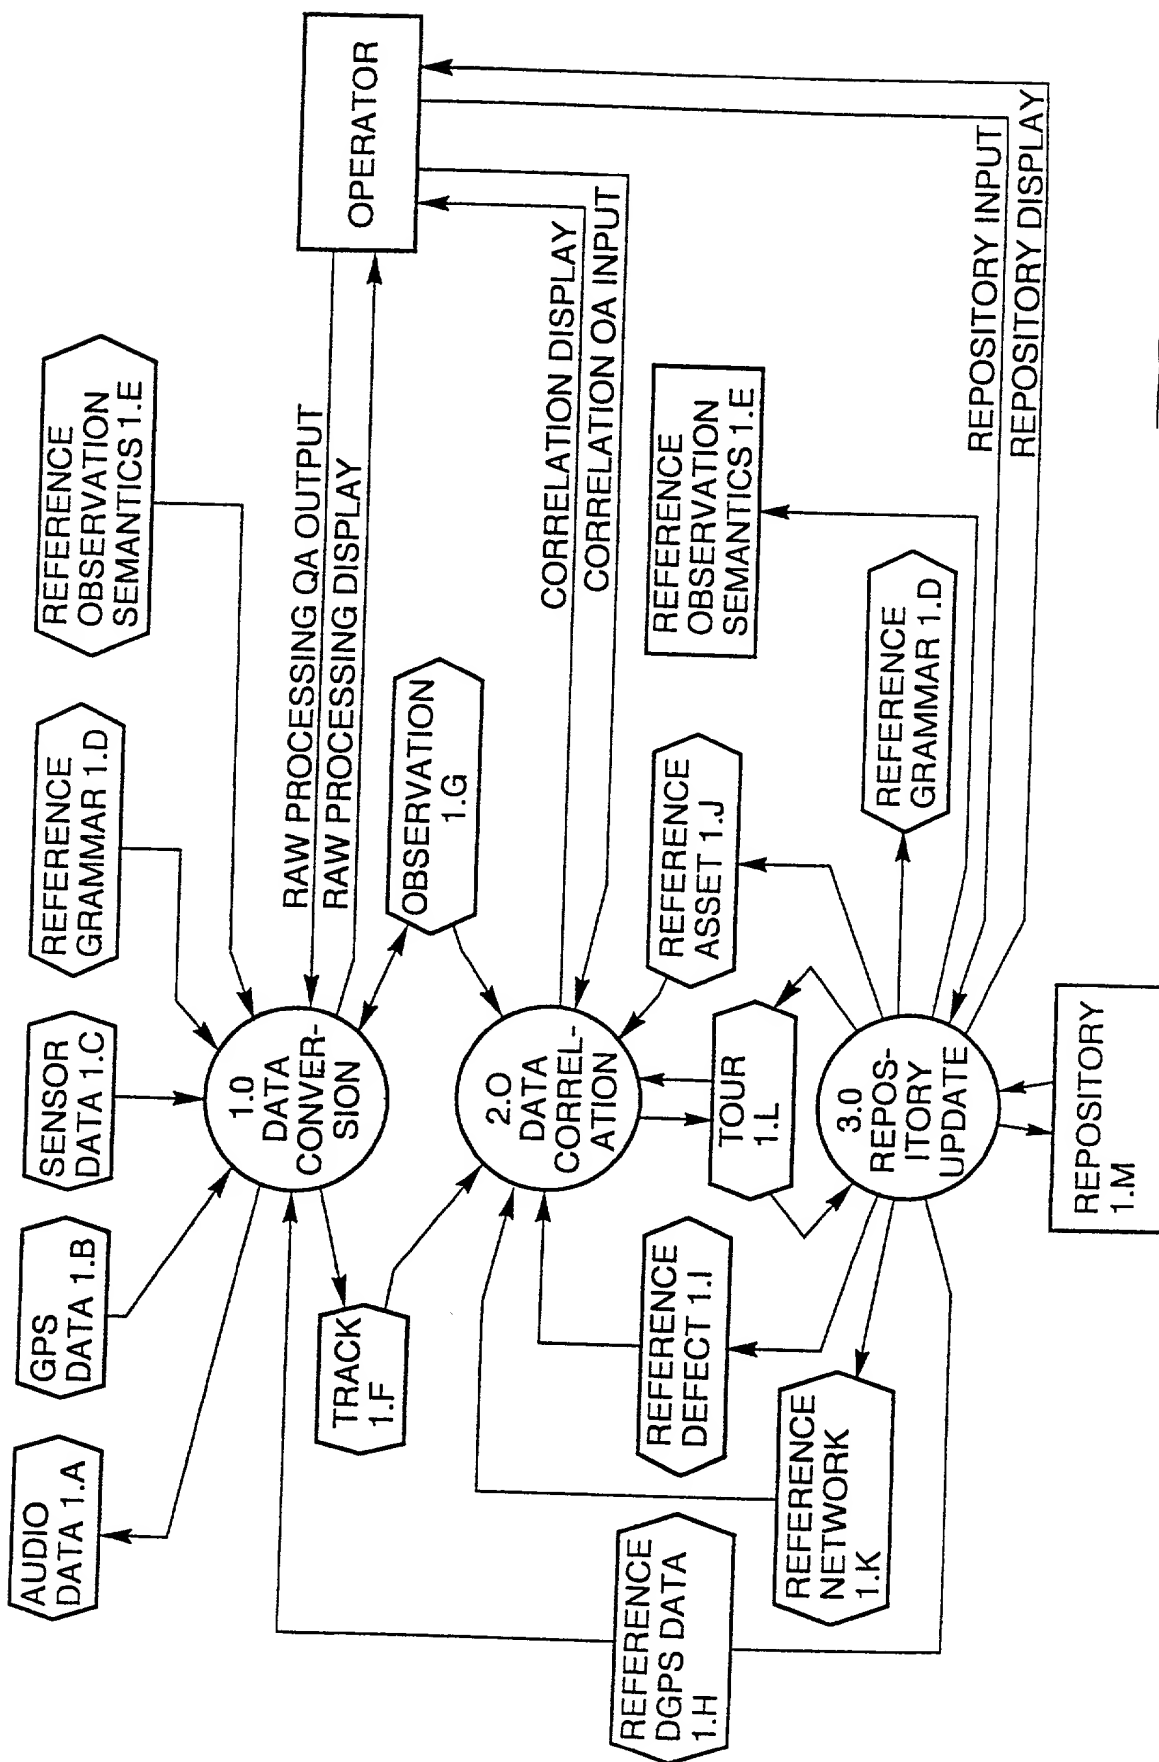 AUDIO
DATA 1.A
GPS
DATA 1.B
SENSOR
DATA 1.C
REFERENCE
GRAMMAR 1.D
REFERENCE
OBSERVATION
SEMANTICS 1.E
1.0
DATA
CONVER-
SION
RAW PROCESSING QA OUTPUT
RAW PROCESSING DISPLAY
OPERATOR
TRACK
1.F
OBSERVATION
1.G
2.0
DATA
CORREL-
ATION
CORRELATION DISPLAY
CORRELATION OA INPUT
REFERENCE
DGPS DATA
1.H
REFERENCE
DEFECT 1.I
TOUR
1.L
REFERENCE
ASSET 1.J
REFERENCE
OBSERVATION
SEMANTICS 1.E
REFERENCE
NETWORK
1.K
3.0
REPOS-
ITORY
UPDATE
REFERENCE
GRAMMAR 1.D
REPOSITORY INPUT
REPOSITORY DISPLAY
REPOSITORY
1.M